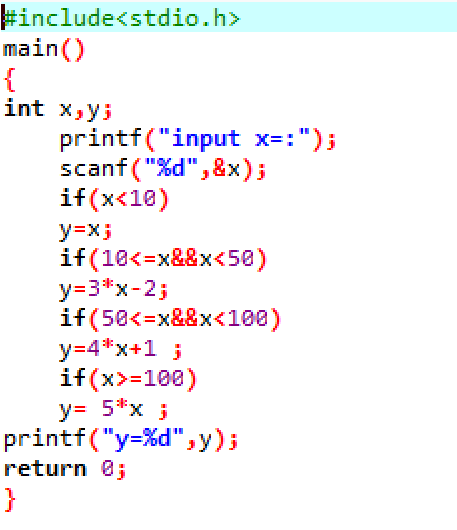 #include<stdio.h>
main()
{
int x,y;
    printf("input x=:");
    scanf("%d",&x);
    if(x<10)
    y=x;
    if(10<=x&&x<50)
    y=3*x-2;
    if(50<=x&&x<100)
    y=4*x+1 ;
    if(x>=100)
    y= 5*x ;
printf("y=%d",y);
return 0;
}